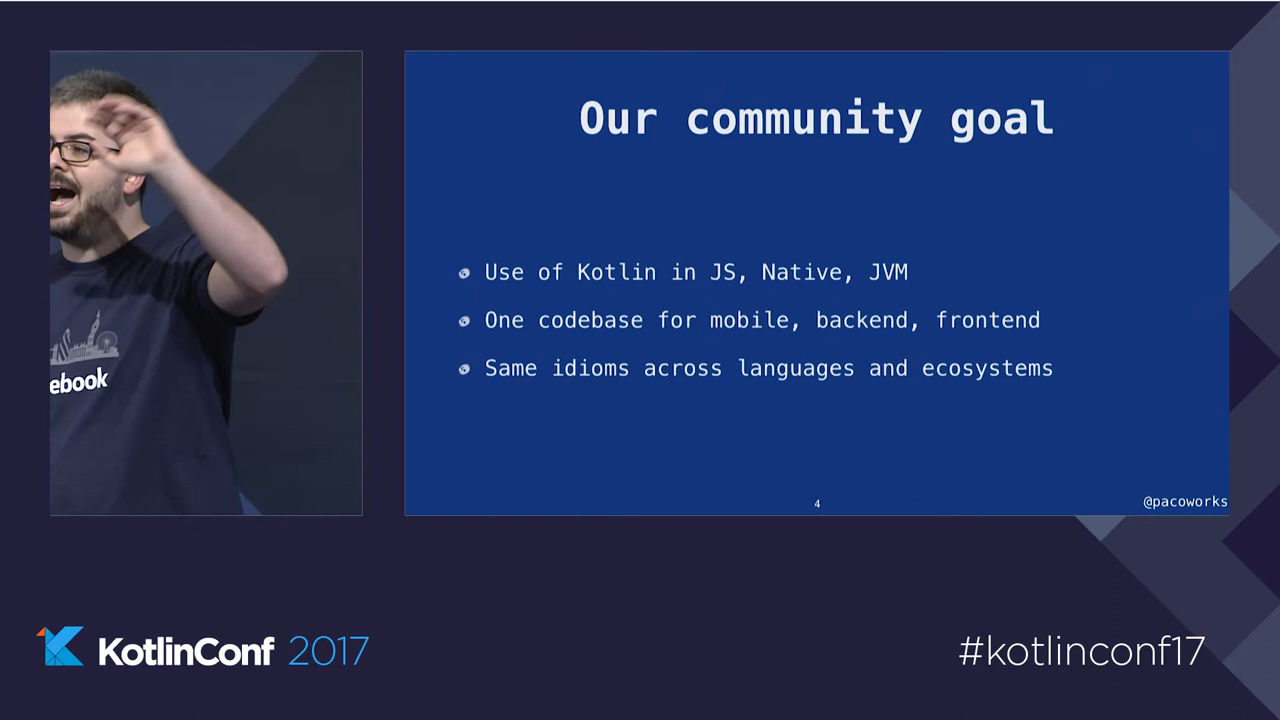 Our community goal
Use of Kotlin in JS, Native, JVM
One codebase for mobile, backend, frontend
Same idioms across languages and ecosystems
4
@pacoworks
ebook
KotlinConf 2017
#kotlinconf17